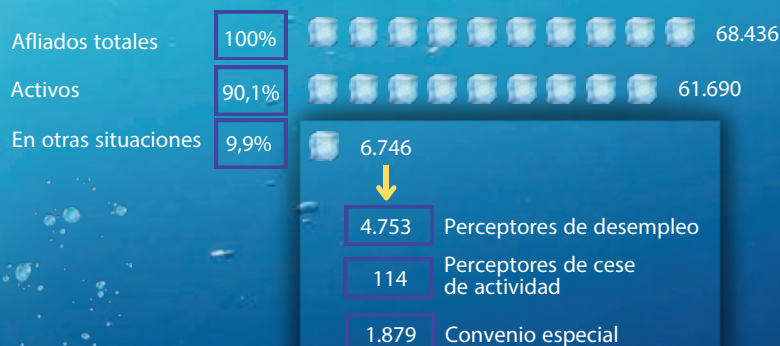 Afliados totales 100% 68.436
Activos 90,1% 61.690
En otras situaciones 9,9% 6.746
4.753 Perceptores de desempleo
114 Perceptores de cese
de actividad
1.879 Convenio especial